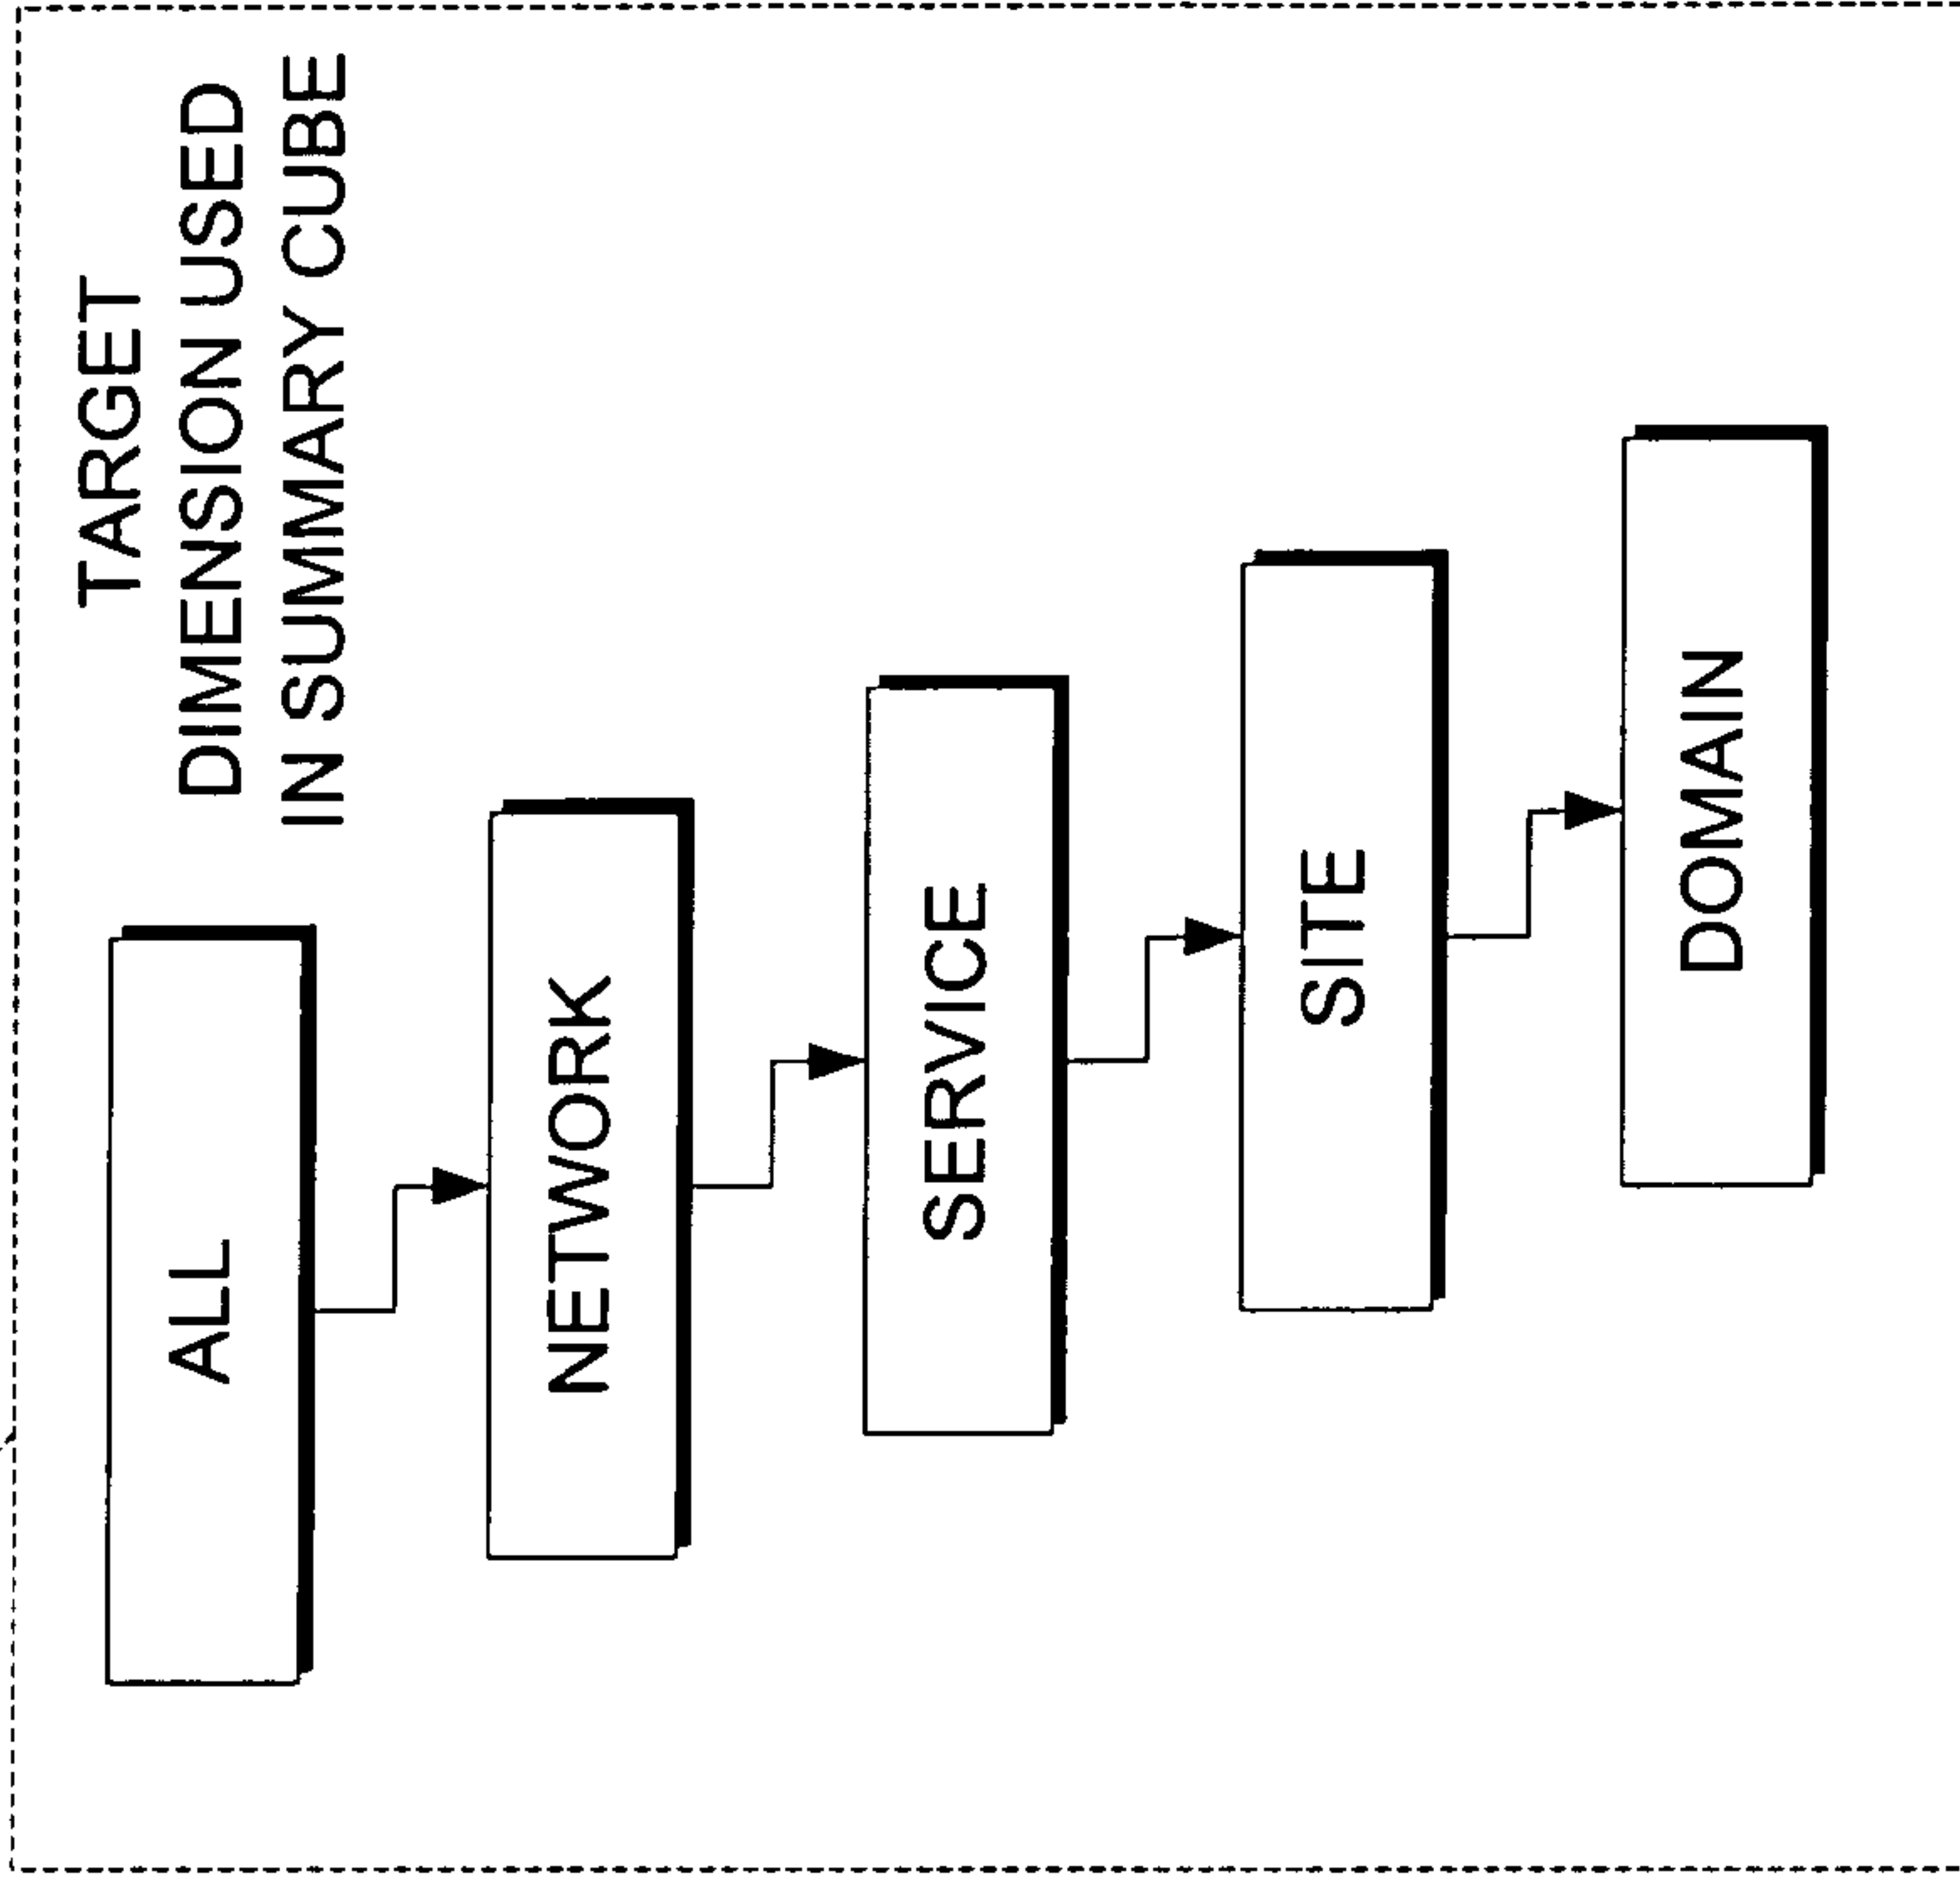 TARGET
DIMENSION USED
IN SUMMARY CUBE
ALL
NETWORK
SERVICE
SITE
DOMAIN